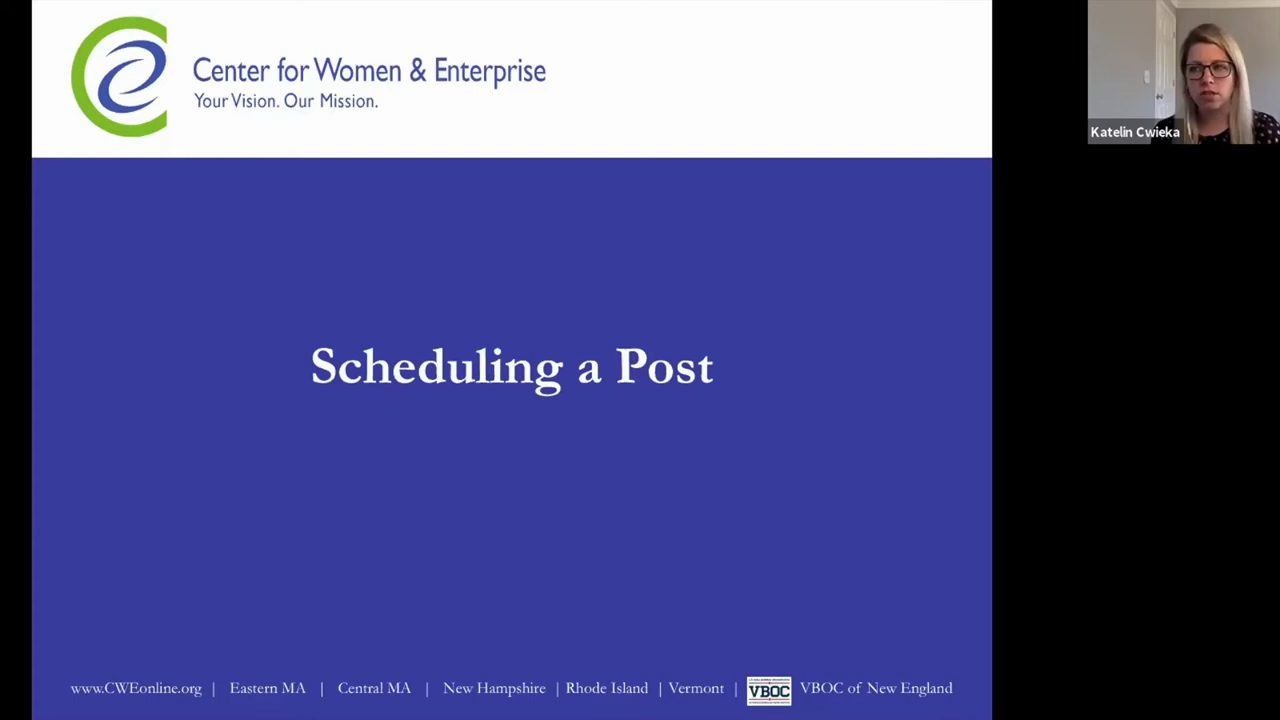 Center for Women & Enterprise
Your Vision. Our Mission.
Katelin Cwieka
Scheduling a Post
www.CWEonline.org | Eastern MA | Central MA | New Hampshire | Rhode Island | Vermont | VBOC VBOC of New England